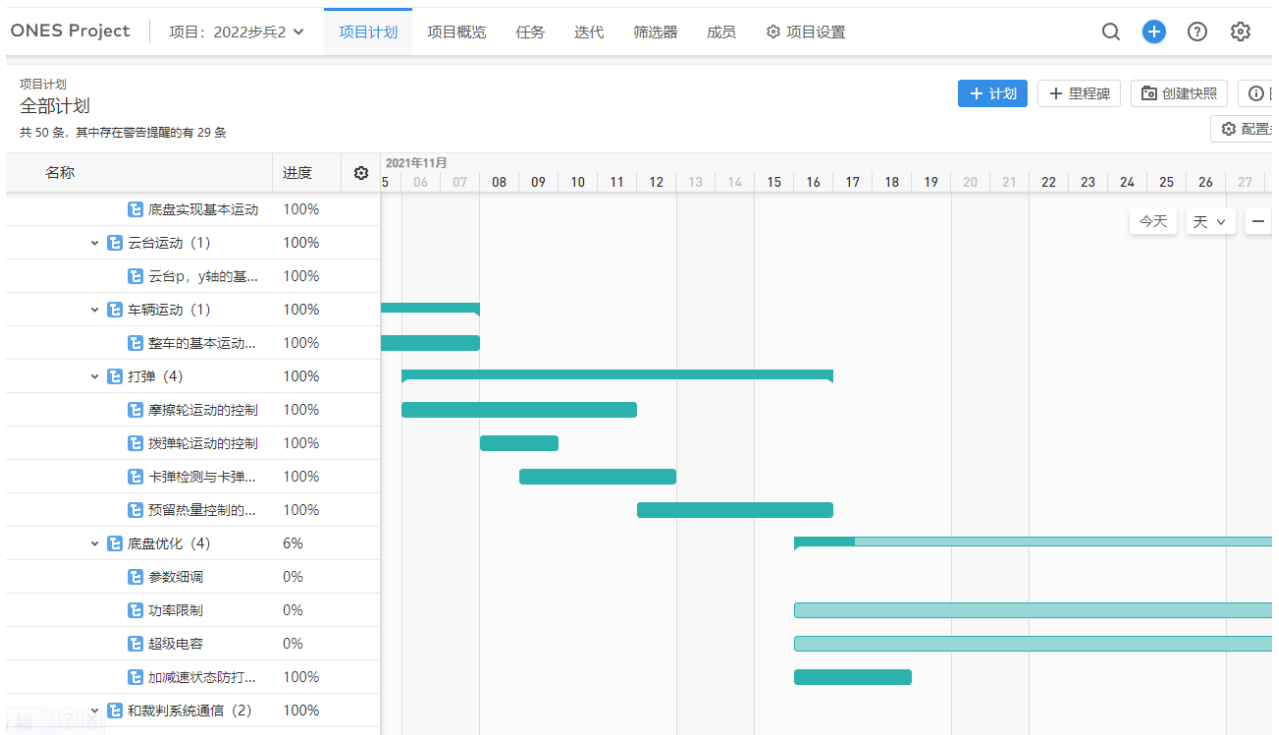 ONES Project 项目：2022步兵2 项目计划 项目概览 任务 迭代 筛选器 成员 项目设置
项目计划
全部计划
共 50 条，其中存在警告提醒的有 29 条
计划 里程碑 创建快照
配置
名称 进度
2021年11月
5 06 07 08 09 10 11 12 13 14 15 16 17 18 19 20 21 22 23 24 25 26 27
今天 天
底盘实现基本运动 100%
云台运动（1） 100%
云台p，y轴的基... 100%
车辆运动（1） 100%
整车的基本运动... 100%
打弹（4） 100%
摩擦轮运动的控制 100%
拨弹轮运动的控制 100%
卡弹检测与卡弹... 100%
预留热量控制的... 100%
底盘优化（4） 6%
参数细调 0%
功率限制 0%
超级电容 0%
加减速状态防打... 100%
和裁判系统通信（2） 100%